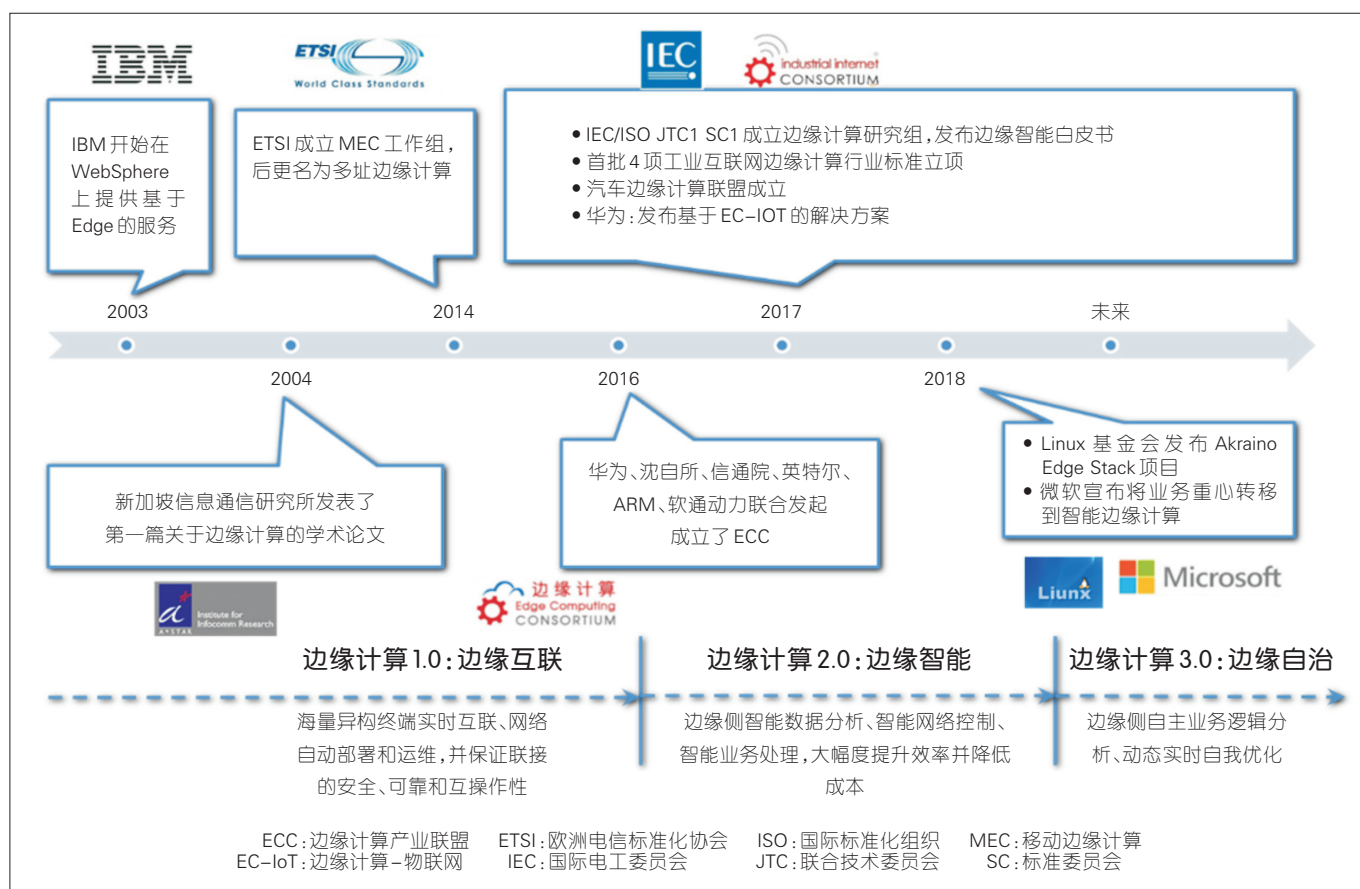 IBM
ETSI
World Class Standards
IEC
industrial internet
CONSORTIUM
IBM 开始在
WebSphere
上提供基于
Edge 的服务
ETSI 成立 MEC 工作组，
后更名为多址边缘计算
• IEC/ISO JTC1 SC1 成立边缘计算研究组，发布边缘智能白皮书
• 首批 4 项工业互联网边缘计算行业标准立项
• 汽车边缘计算联盟成立
• 华为：发布基于 EC-IOT 的解决方案
2003
2014
2017
未来
2004
2016
2018
新加坡信息通信研究所发表了
第一篇关于边缘计算的学术论文
华为、沈自所、信通院、英特尔、
ARM、软通动力联合发起
成立了 ECC
• Linux 基金会发布 Akraino
Edge Stack 项目
• 微软宣布将业务重心转移
到智能边缘计算
A*STAR
Institute for
Infocomm Research
边缘计算
Edge Computing
CONSORTIUM
Liunx
Microsoft
边缘计算 1.0：边缘互联
边缘计算 2.0：边缘智能
边缘计算 3.0：边缘自治
海量异构终端实时互联、网络
自动部署和运维，并保证联接
的安全、可靠和互操作性
边缘侧智能数据分析、智能网络控制、
智能业务处理，大幅度提升效率并降低
成本
边缘侧自主业务逻辑分
析、动态实时自我优化
ECC：边缘计算产业联盟 ETSI：欧洲电信标准化协会 ISO：国际标准化组织 MEC：移动边缘计算
EC-IoT：边缘计算-物联网 IEC：国际电工委员会 JTC：联合技术委员会 SC：标准委员会